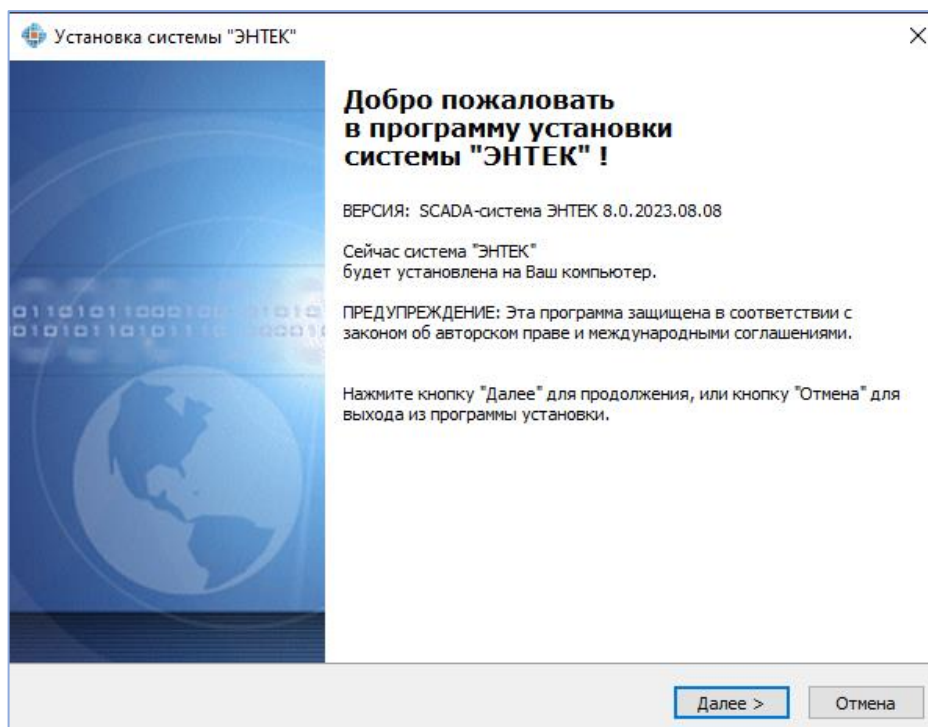 Установка системы "ЭНТЕК"
Добро пожаловать
в программу установки
системы "ЭНТЕК" !
ВЕРСИЯ: SCADA-система ЭНТЕК 8.0.2023.08.08
Сейчас система "ЭНТЕК"
будет установлена на Ваш компьютер.
ПРЕДУПРЕЖДЕНИЕ: Эта программа защищена в соответствии с
законом об авторском праве и международными соглашениями.
Нажмите кнопку "Далее" для продолжения, или кнопку "Отмена" для
выхода из программы установки.
Далее >
Отмена